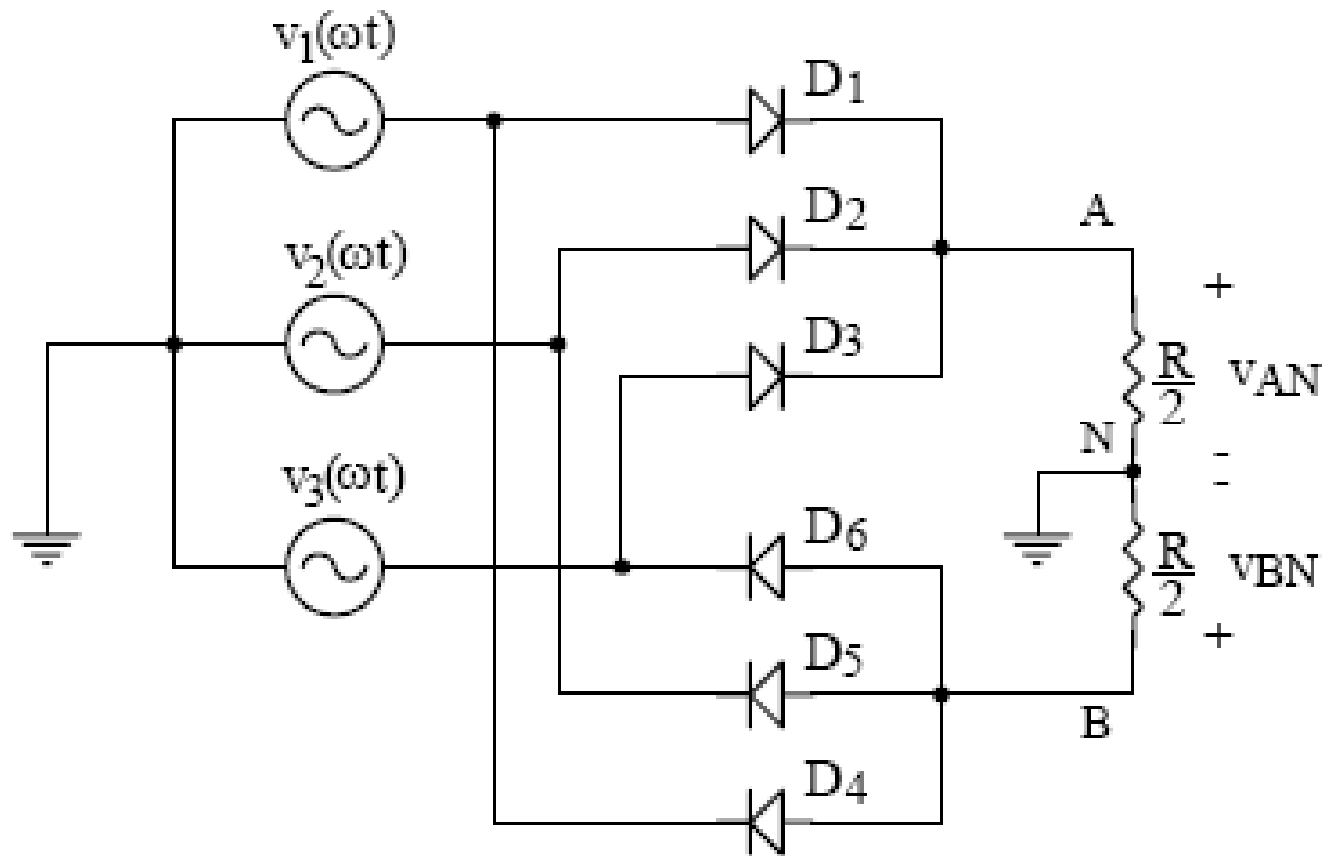 v1(ωt)
D1
D2
A
v2(ωt)
+
D3
R/2 vAN
N
-
v3(ωt)
-
D6
R/2 vBN
D5
+
B
D4